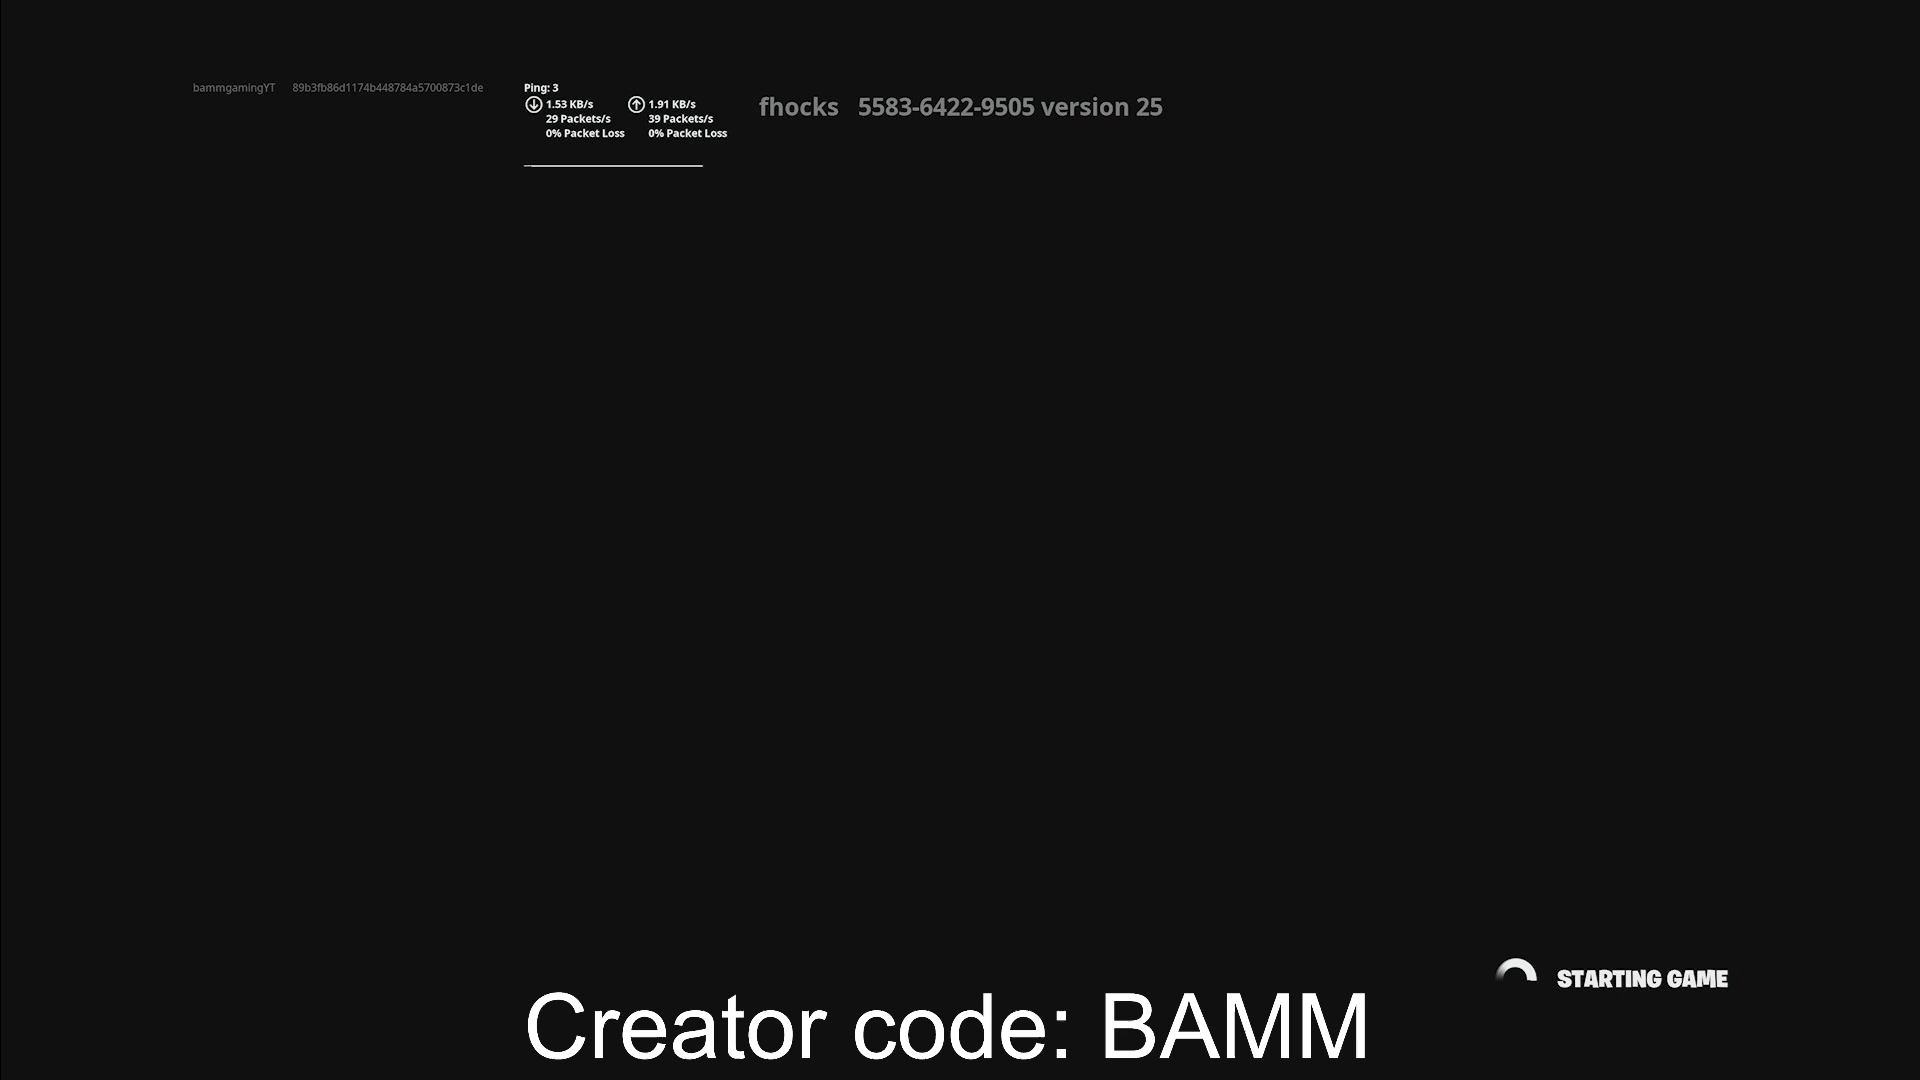 bammgamingYT 89b3fb86d1174b448784a5700873c1de
Ping: 3
1.53 KB/s 1.91 KB/s
29 Packets/s 39 Packets/s
0% Packet Loss 0% Packet Loss
fhocks 5583-6422-9505 version 25
STARTING GAME
Creator code: BAMM